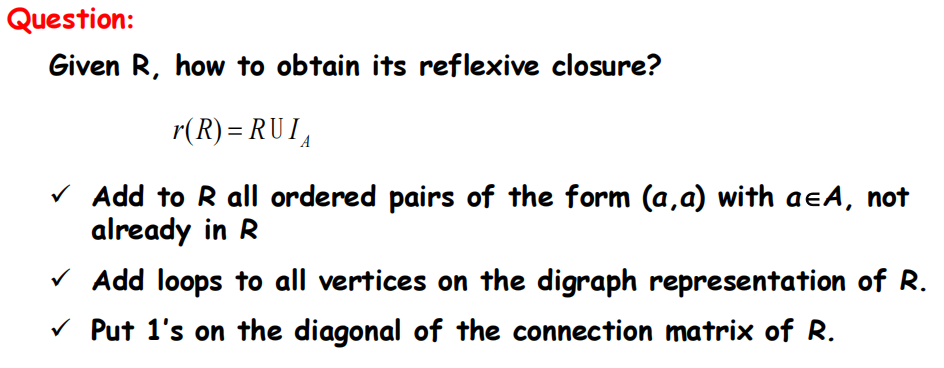 Question:
Given R, how to obtain its reflexive closure?
r(R) = R U I_A
✓ Add to R all ordered pairs of the form (a,a) with a∈A, not
already in R
✓ Add loops to all vertices on the digraph representation of R.
✓ Put 1's on the diagonal of the connection matrix of R.